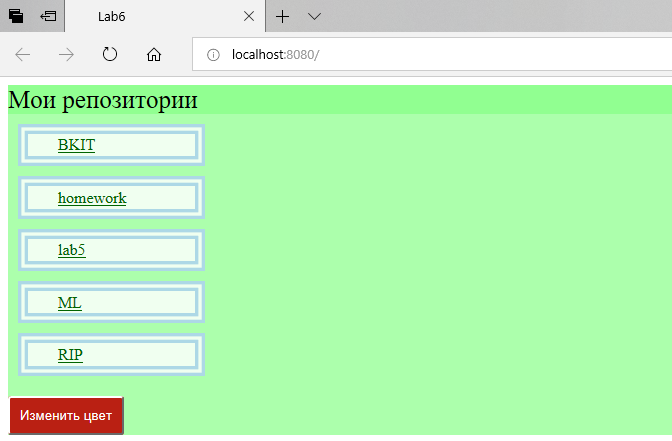 Lab6
localhost:8080/
Мои репозитории
BKIT
homework
lab5
ML
RIP
Изменить цвет